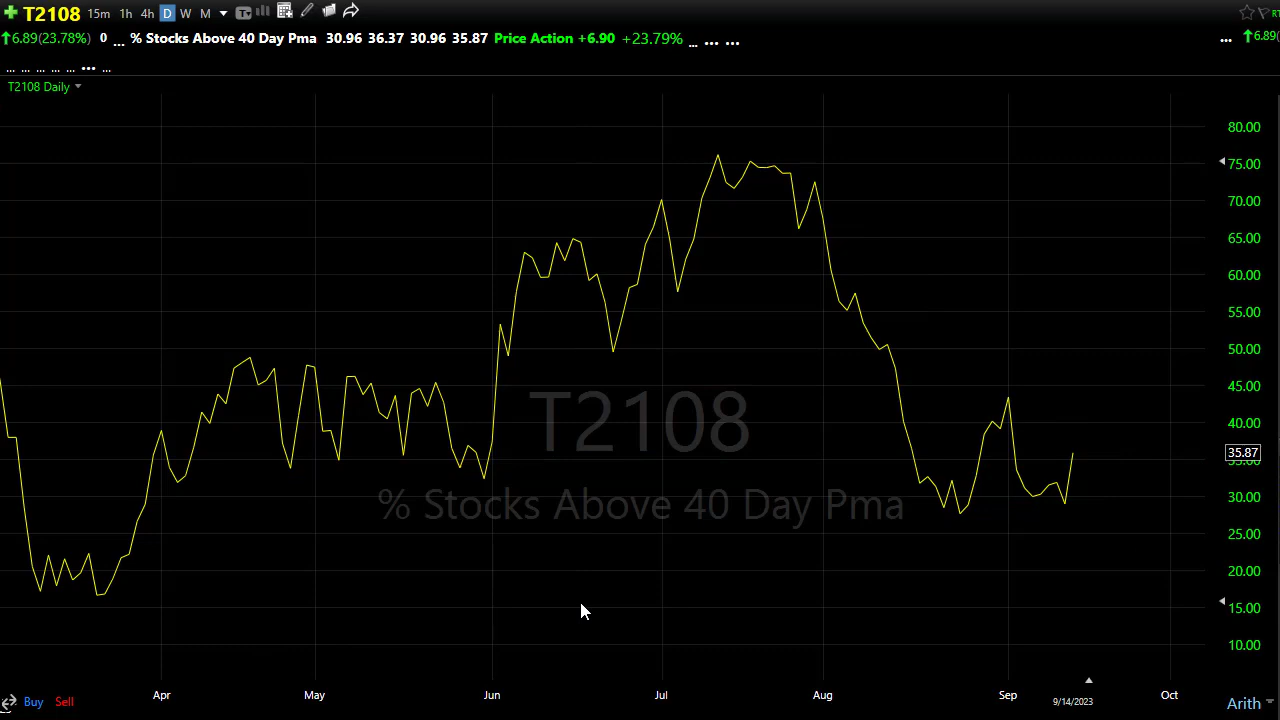 T2108 15m 1h 4h D W M T RT
6.89(23.78%) 0 ... % Stocks Above 40 Day Pma 30.96 36.37 30.96 35.87 Price Action +6.90 +23.79% ... ... ... ... 6.89(
... ... ... ... ... ... ...
T2108 Daily
80.00
75.00
70.00
65.00
60.00
55.00
50.00
45.00
T2108
40.00
35.87
35.00
30.00
% Stocks Above 40 Day Pma
25.00
20.00
15.00
10.00
Apr May Jun Jul Aug Sep Oct
Buy Sell 9/14/2023 Arith